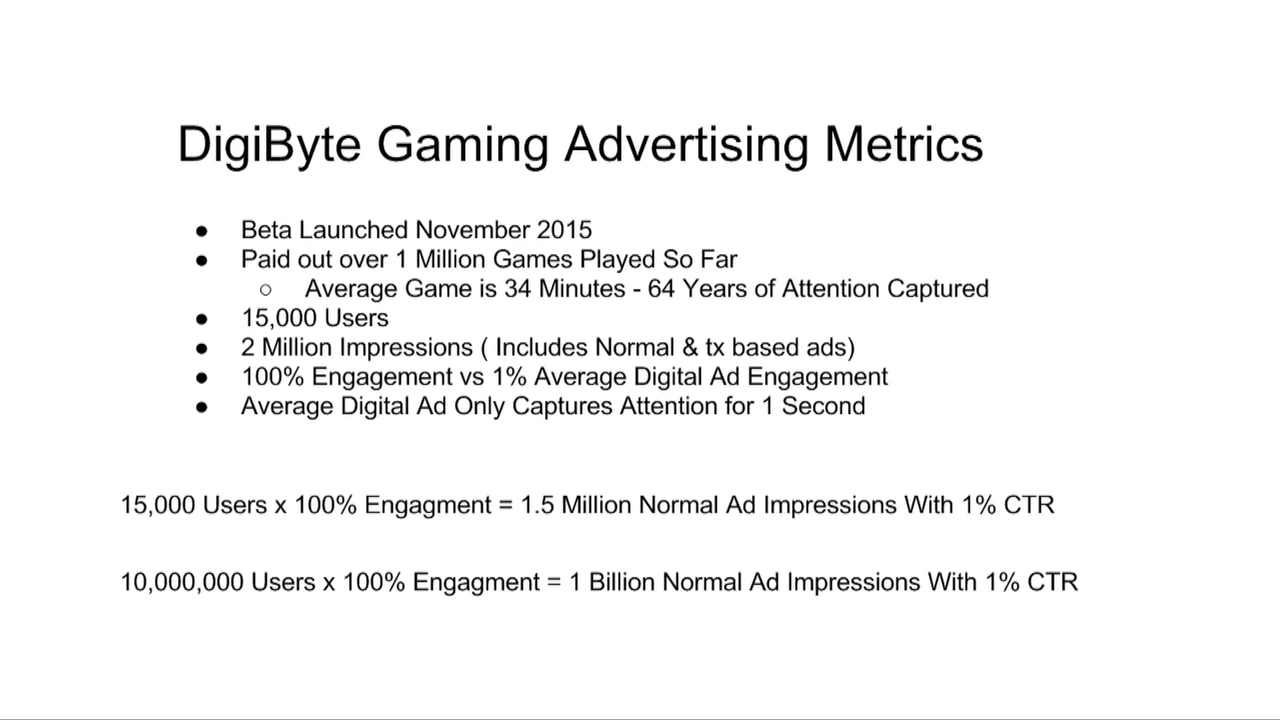 DigiByte Gaming Advertising Metrics
● Beta Launched November 2015
● Paid out over 1 Million Games Played So Far
○ Average Game is 34 Minutes - 64 Years of Attention Captured
● 15,000 Users
● 2 Million Impressions ( Includes Normal & tx based ads)
● 100% Engagement vs 1% Average Digital Ad Engagement
● Average Digital Ad Only Captures Attention for 1 Second
15,000 Users x 100% Engagment = 1.5 Million Normal Ad Impressions With 1% CTR
10,000,000 Users x 100% Engagment = 1 Billion Normal Ad Impressions With 1% CTR